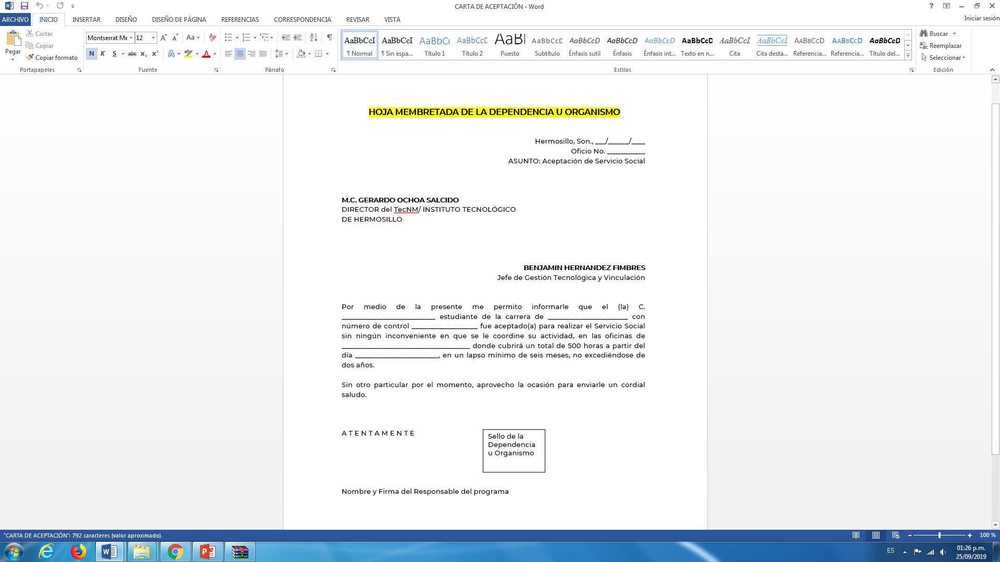 CARTA DE ACEPTACIÓN - Word
Iniciar sesión
ARCHIVO INICIO INSERTAR DISEÑO DISEÑO DE PÁGINA REFERENCIAS CORRESPONDENCIA REVISAR VISTA
Pegar
Cortar
Copiar
Copiar formato
Portapapeles
Montserrat Me 12
N K S abc x₂ x²
Fuente
Párrafo
AaBbCcI AaBbCcI AaBbCc AaBbCcD AaB AaBbCcD AaBbCcD AaBbCcD AaBbCcD AaBbCcD AaBbCcI AaBbCcI AaBbCcD AaBbCcD AaBbCcD
¶ Normal ¶ Sin espa... Título 1 Título 2 Puesto Subtítulo Énfasis sutil Énfasis Énfasis int... Texto en n... Cita Cita desta... Referencia... Referencia... Título del...
Estilos
Buscar
Reemplazar
Seleccionar
Edición
HOJA MEMBRETADA DE LA DEPENDENCIA U ORGANISMO
Hermosillo, Son., ___/______/____
Oficio No. ___________
ASUNTO: Aceptación de Servicio Social
M.C. GERARDO OCHOA SALCIDO
DIRECTOR del TecNM/ INSTITUTO TECNOLÓGICO
DE HERMOSILLO
BENJAMIN HERNANDEZ FIMBRES
Jefe de Gestión Tecnológica y Vinculación
Por medio de la presente me permito informarle que el (la) C.
___________________________ estudiante de la carrera de _______________________ con
número de control ___________________ fue aceptado(a) para realizar el Servicio Social
sin ningún inconveniente en que se le coordine su actividad, en las oficinas de
_____________________________________ donde cubrirá un total de 500 horas a partir del
día ________________________, en un lapso mínimo de seis meses, no excediéndose de
dos años.
Sin otro particular por el momento, aprovecho la ocasión para enviarle un cordial
saludo.
A T E N T A M E N T E
Sello de la
Dependencia
u Organismo
Nombre y Firma del Responsable del programa
"CARTA DE ACEPTACIÓN": 792 caracteres (valor aproximado).
100 %
ES
01:26 p.m.
25/09/2019